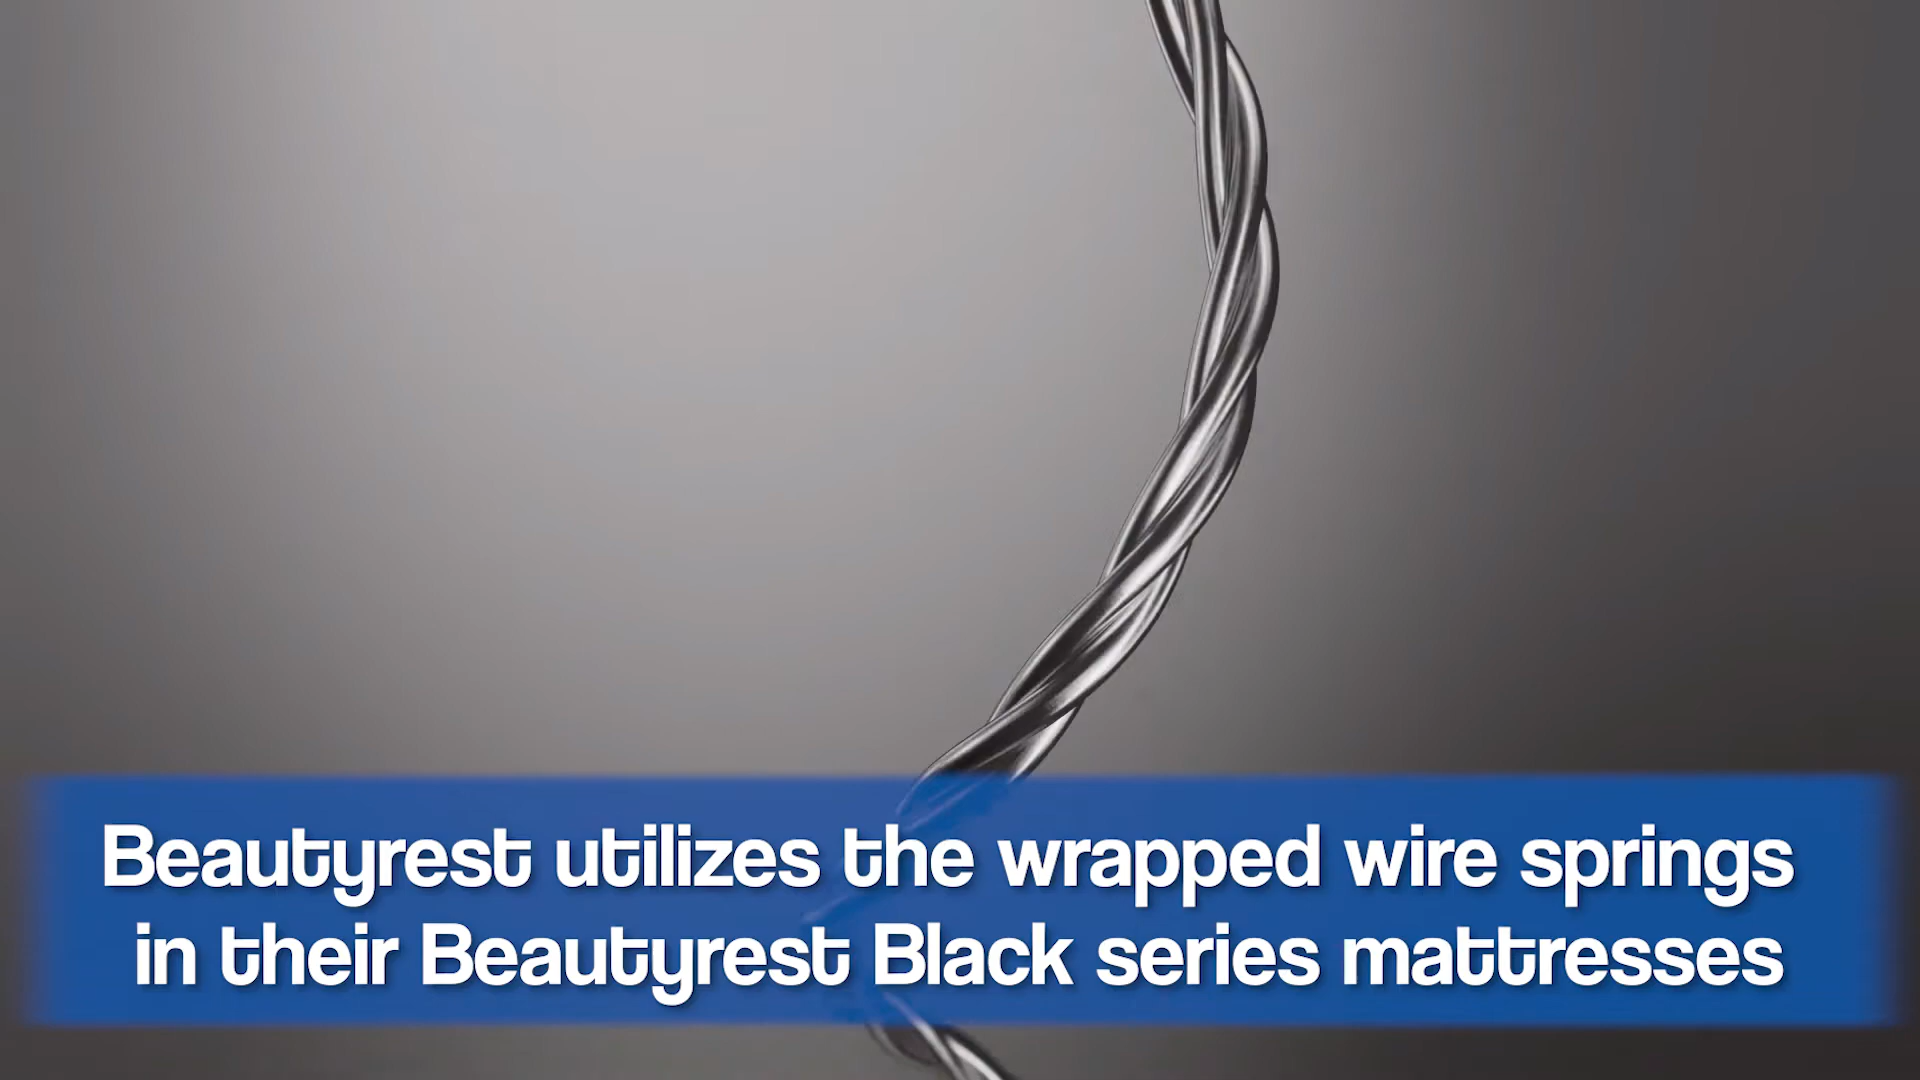 Beautyrest utilizes the wrapped wire springs
in their Beautyrest Black series mattresses